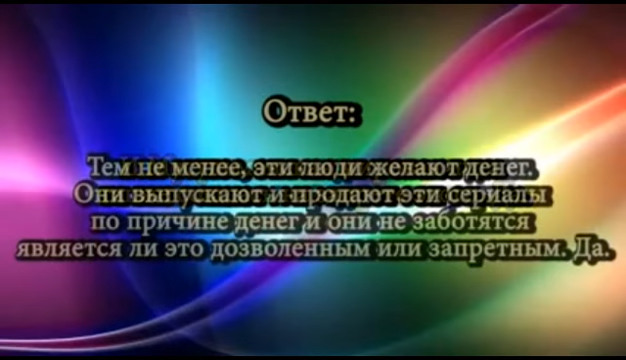 Ответ:
Тем не менее, эти люди желают денег.
Они выпускают и продают эти сериалы
по причине денег и они не заботятся
является ли это дозволенным или запретным. Да.